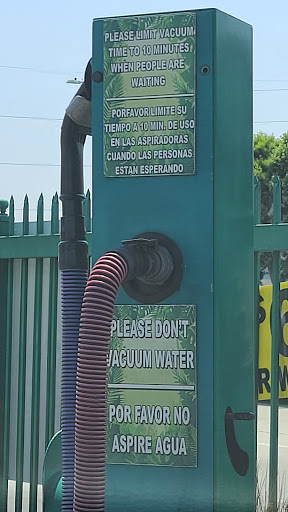 PLEASE LIMIT VACUUM
TIME TO 10 MINUTES
WHEN PEOPLE ARE
WAITING
PORFAVOR LIMITE SU
TIEMPO A 10 MIN. DE USO
EN LAS ASPIRADORAS
CUANDO LAS PERSONAS
ESTAN ESPERANDO
PLEASE DON'T
VACUUM WATER
POR FAVOR NO
ASPIRE AGUA